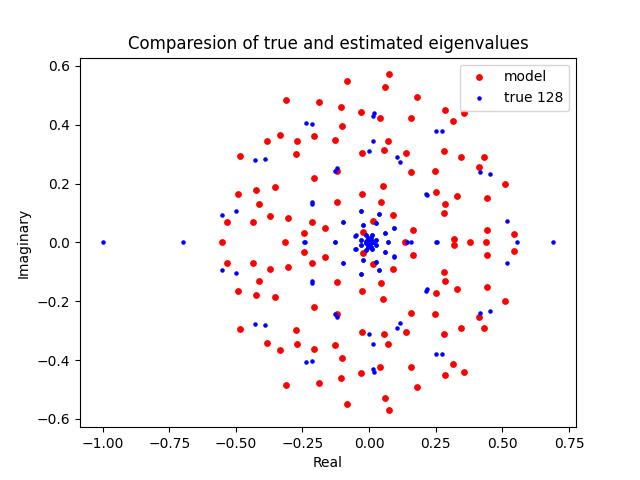 Comparesion of true and estimated eigenvalues
model
true 128
Imaginary
0.6
0.4
0.2
0.0
−0.2
−0.4
−0.6
−1.00 −0.75 −0.50 −0.25 0.00 0.25 0.50 0.75
Real